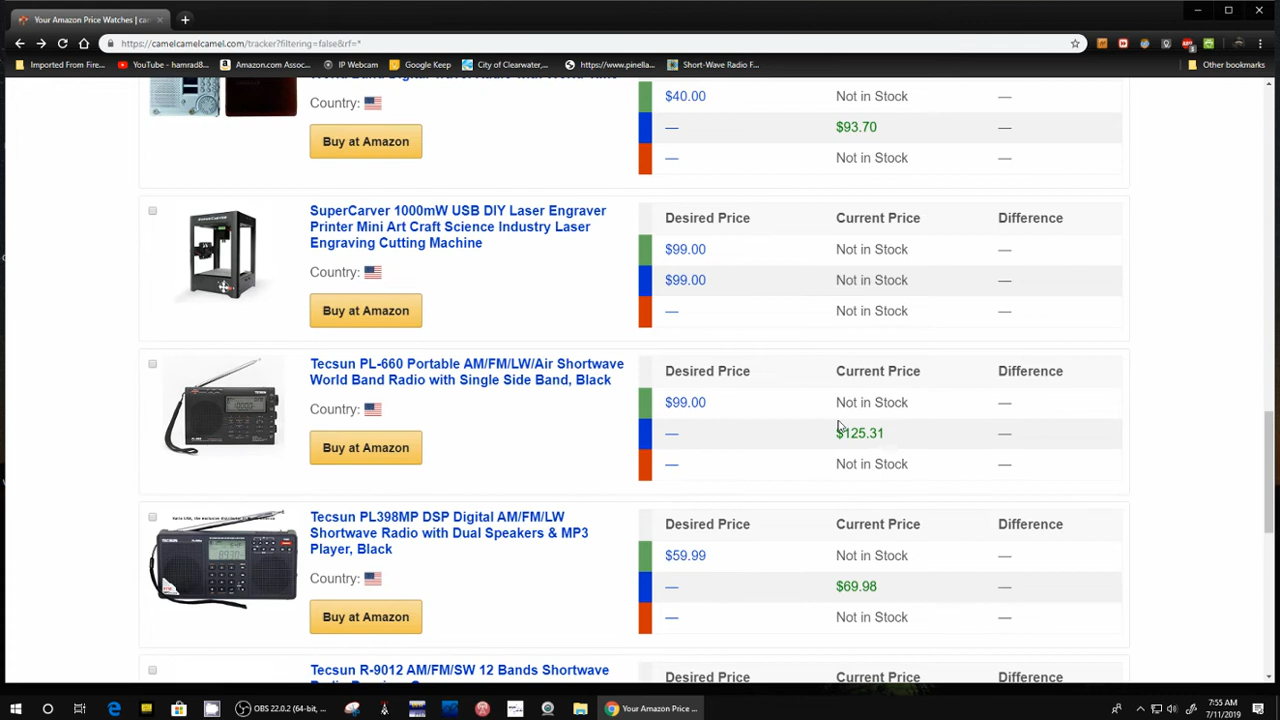 Your Amazon Price Watches | car
https://camelcamelcamel.com/tracker?filtering=false&rf=*
Imported From Fire... YouTube - hamrad8... Amazon.com Assoc... IP Webcam Google Keep City of Clearwater,... https://www.pinella... Short-Wave Radio F... Other bookmarks
World Band Digital Travel Radio with World Time
Country:
Buy at Amazon
$40.00 Not in Stock —
— $93.70 —
— Not in Stock —
SuperCarver 1000mW USB DIY Laser Engraver
Printer Mini Art Craft Science Industry Laser
Engraving Cutting Machine
Country:
Buy at Amazon
Desired Price Current Price Difference
$99.00 Not in Stock —
$99.00 Not in Stock —
— Not in Stock —
Tecsun PL-660 Portable AM/FM/LW/Air Shortwave
World Band Radio with Single Side Band, Black
Country:
Buy at Amazon
Desired Price Current Price Difference
$99.00 Not in Stock —
— $125.31 —
— Not in Stock —
Tecsun PL398MP DSP Digital AM/FM/LW
Shortwave Radio with Dual Speakers & MP3
Player, Black
Country:
Buy at Amazon
Desired Price Current Price Difference
$59.99 Not in Stock —
— $69.98 —
— Not in Stock —
Tecsun R-9012 AM/FM/SW 12 Bands Shortwave
Desired Price Current Price Difference
OBS 22.0.2 (64-bit, ... Your Amazon Price ... 7:55 AM
7/11/2019